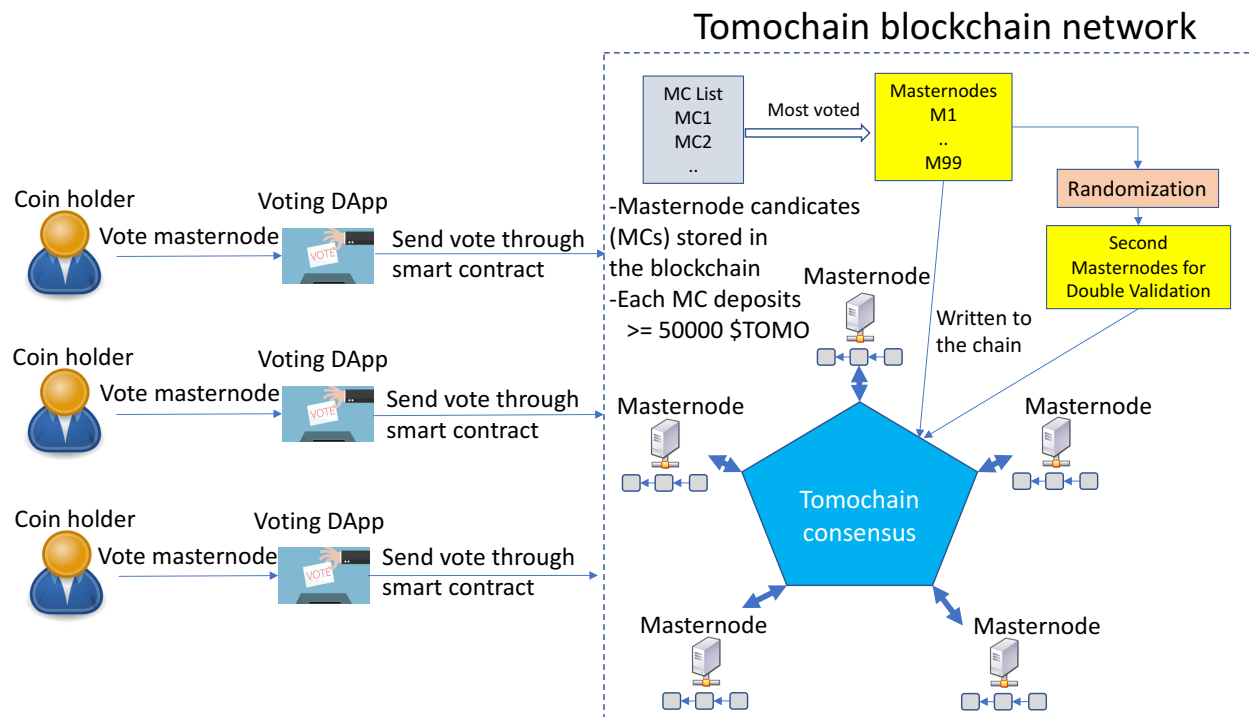 Tomochain blockchain network
MC List
MC1
MC2
..
Most voted
Masternodes
M1
..
M99
Randomization
Second
Masternodes for
Double Validation
-Masternode candicates
(MCs) stored in
the blockchain
-Each MC deposits
>= 50000 $TOMO
Written to
the chain
Coin holder
Vote masternode
Voting DApp
VOTE
Send vote through
smart contract
Coin holder
Vote masternode
Voting DApp
VOTE
Send vote through
smart contract
Coin holder
Vote masternode
Voting DApp
VOTE
Send vote through
smart contract
Masternode
Masternode
Masternode
Tomochain
consensus
Masternode
Masternode